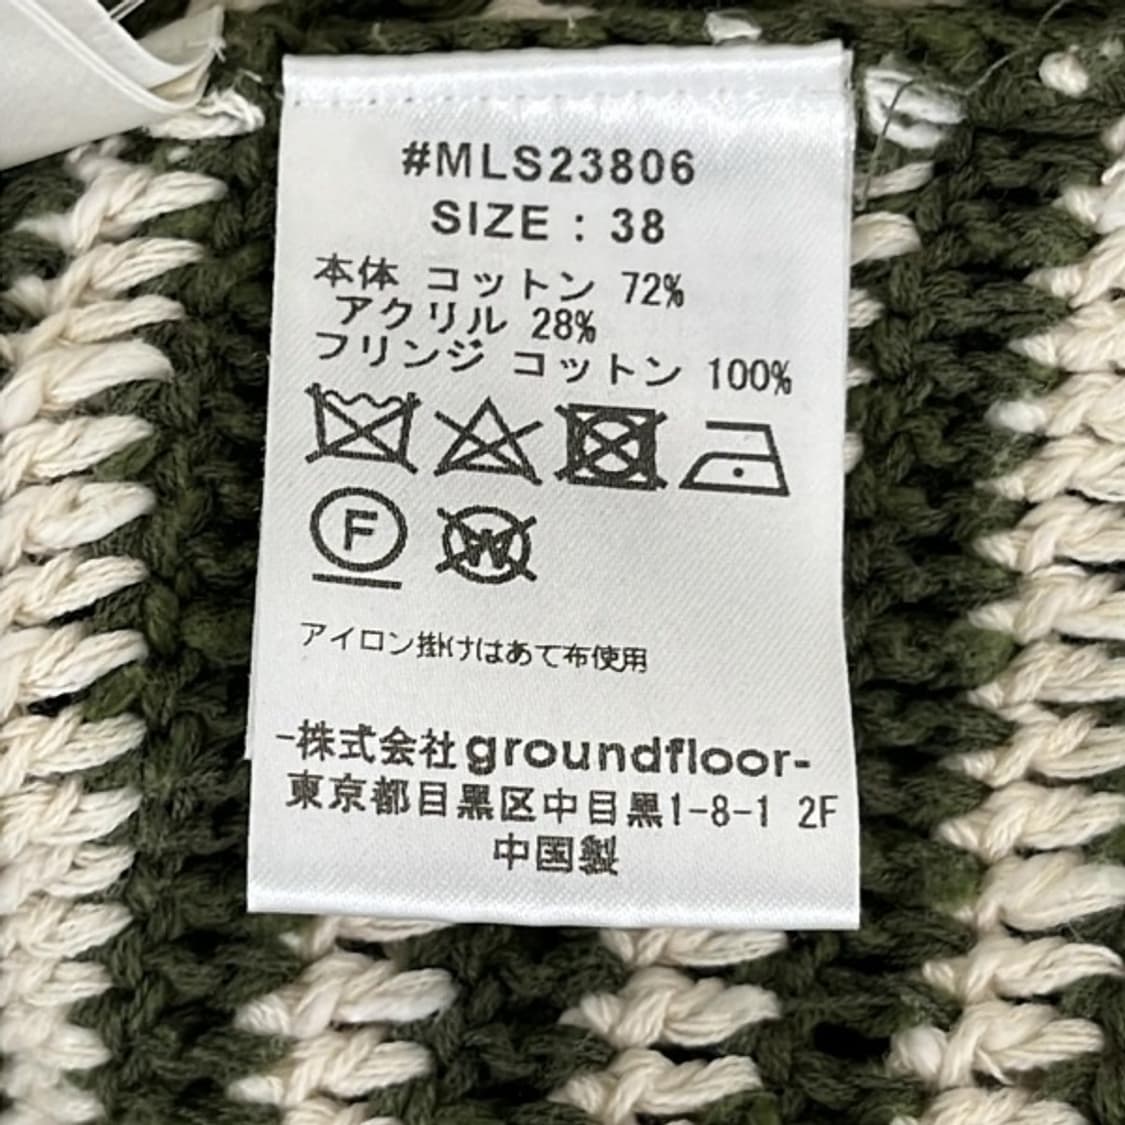 #MLS23806
SIZE : 38
本体 コットン 72%
アクリル 28%
フリンジ コットン 100%
F
W
アイロン掛けはあて布使用
-株式会社groundfloor-
東京都目黒区中目黒1-8-1 2F
中国製